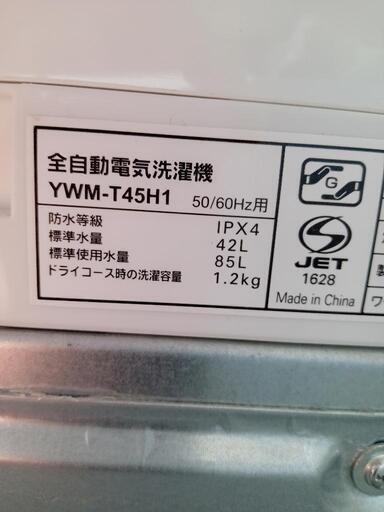 全自動電気洗濯機
YWM-T45H1 50/60Hz用
防水等級 IPX4
標準水量 42L
標準使用水量 85L
ドライコース時の洗濯容量 1.2kg
G
S
JET
1628
Made in China
製
ワ